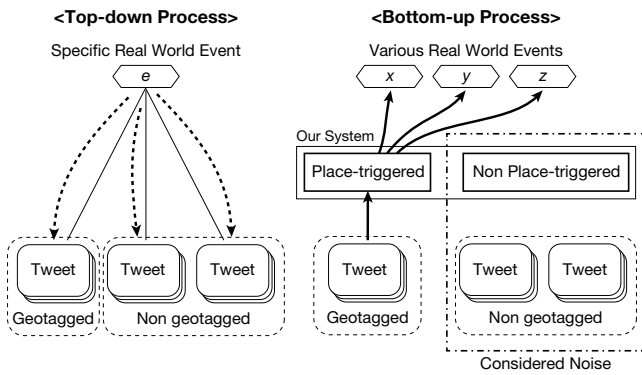 <Top-down Process>
Specific Real World Event
e
Tweet
Tweet
Tweet
Geotagged
Non geotagged
<Bottom-up Process>
Various Real World Events
x
y
z
Our System
Place-triggered
Non Place-triggered
Tweet
Tweet
Tweet
Geotagged
Non geotagged
Considered Noise